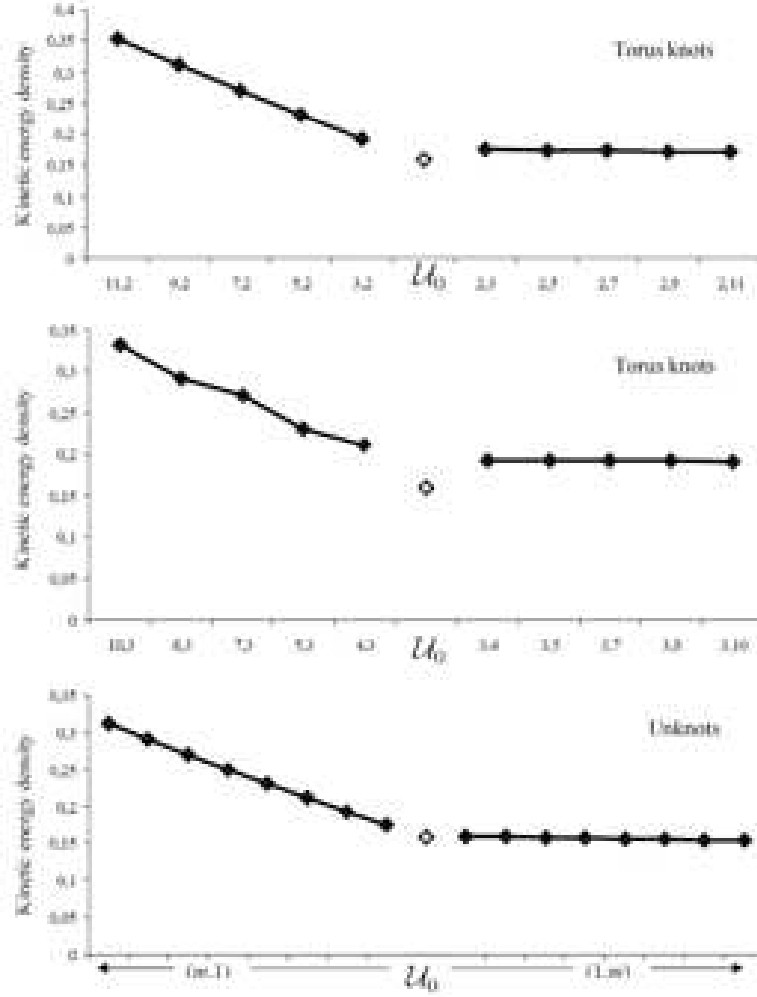 0,4
0,35
0,3
0,25
0,2
0,15
0,1
0,05
0
Kinetic energy density
Torus knots
11,2 9,2 7,2 5,2 3,2 U₀ 2,3 2,5 2,7 2,9 2,11
0,35
0,3
0,25
0,2
0,15
0,1
0,05
0
Kinetic energy density
Torus knots
10,3 8,3 7,3 5,3 4,3 U₀ 3,4 3,5 3,7 3,8 3,10
0,35
0,3
0,25
0,2
0,15
0,1
0,05
0
Kinetic energy density
Unknots
(m,1) U₀ (1,m)